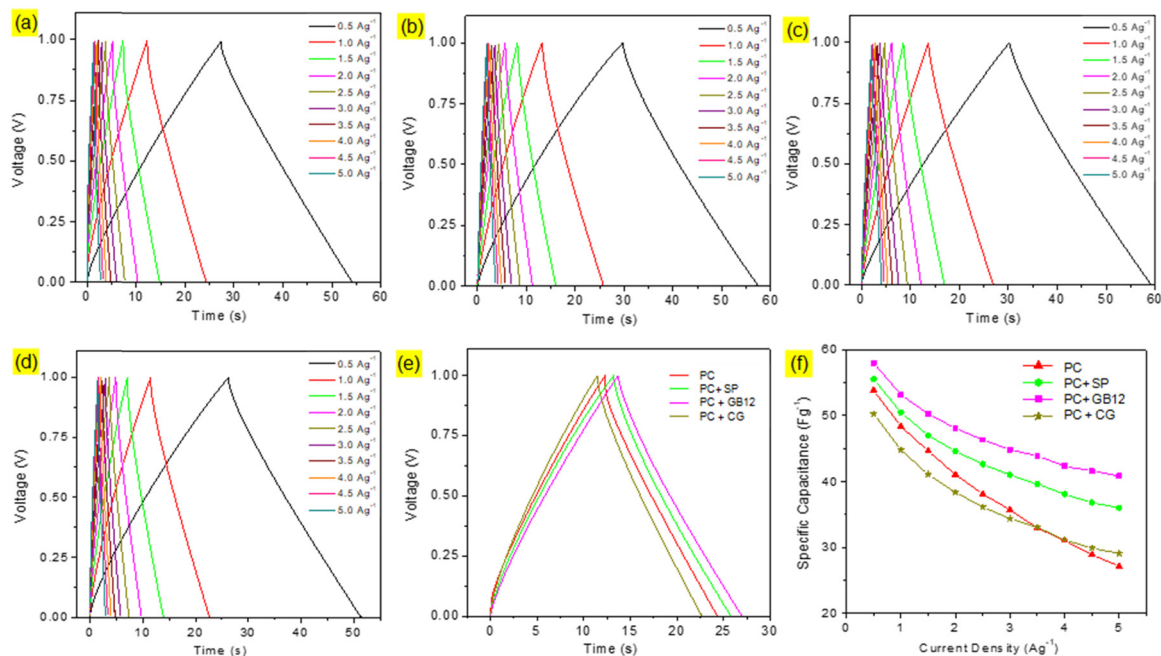 (a)
0.5 Ag⁻¹
1.0 Ag⁻¹
1.5 Ag⁻¹
2.0 Ag⁻¹
2.5 Ag⁻¹
3.0 Ag⁻¹
3.5 Ag⁻¹
4.0 Ag⁻¹
4.5 Ag⁻¹
5.0 Ag⁻¹
1.00
0.75
0.50
0.25
0.00
Voltage (V)
0 10 20 30 40 50 60
Time (s)
(b)
0.5 Ag⁻¹
1.0 Ag⁻¹
1.5 Ag⁻¹
2.0 Ag⁻¹
2.5 Ag⁻¹
3.0 Ag⁻¹
3.5 Ag⁻¹
4.0 Ag⁻¹
4.5 Ag⁻¹
5.0 Ag⁻¹
1.00
0.75
0.50
0.25
0.00
Voltage (V)
0 10 20 30 40 50 60
Time (s)
(c)
0.5 Ag⁻¹
1.0 Ag⁻¹
1.5 Ag⁻¹
2.0 Ag⁻¹
2.5 Ag⁻¹
3.0 Ag⁻¹
3.5 Ag⁻¹
4.0 Ag⁻¹
4.5 Ag⁻¹
5.0 Ag⁻¹
1.00
0.75
0.50
0.25
0.00
Voltage (V)
0 10 20 30 40 50 60
Time (s)
(d)
0.5 Ag⁻¹
1.0 Ag⁻¹
1.5 Ag⁻¹
2.0 Ag⁻¹
2.5 Ag⁻¹
3.0 Ag⁻¹
3.5 Ag⁻¹
4.0 Ag⁻¹
4.5 Ag⁻¹
5.0 Ag⁻¹
1.00
0.75
0.50
0.25
0.00
Voltage (V)
0 10 20 30 40 50
Time (s)
(e)
PC
PC+ SP
PC + GB12
PC + CG
1.00
0.75
0.50
0.25
0.00
Voltage (V)
0 5 10 15 20 25 30
Time (s)
(f)
PC
PC+ SP
PC+ GB12
PC + CG
60
50
40
30
20
Specific Capacitance (Fg⁻¹)
0 1 2 3 4 5
Current Density (Ag⁻¹)